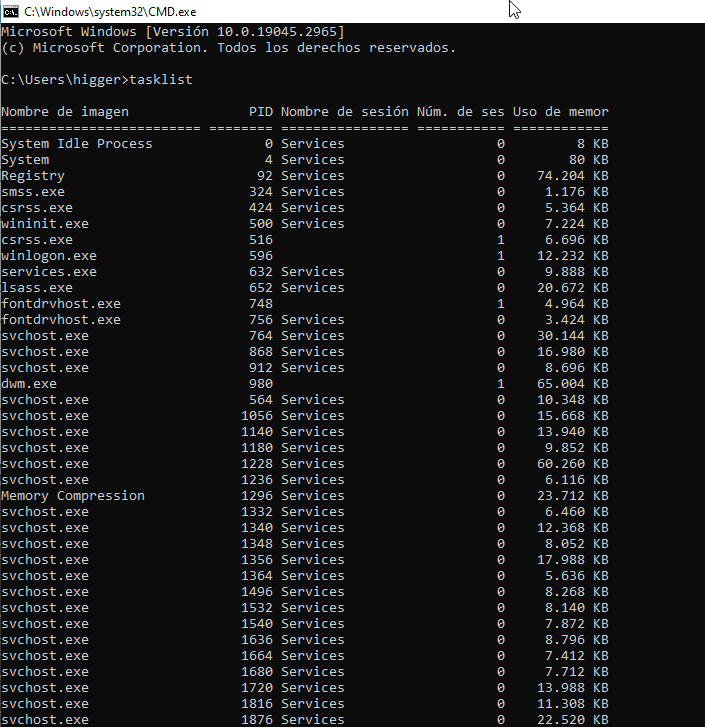 C:\Windows\system32\CMD.exe
Microsoft Windows [Versión 10.0.19045.2965]
(c) Microsoft Corporation. Todos los derechos reservados.
C:\Users\higger>tasklist
Nombre de imagen               PID Nombre de sesión Núm. de ses Uso de memor
========================= ======== ================ =========== ============
System Idle Process              0 Services                   0         8 KB
System                           4 Services                   0        80 KB
Registry                        92 Services                   0    74.204 KB
smss.exe                       324 Services                   0     1.176 KB
csrss.exe                      424 Services                   0     5.364 KB
wininit.exe                    500 Services                   0     7.224 KB
csrss.exe                      516                            1     6.696 KB
winlogon.exe                   596                            1    12.232 KB
services.exe                   632 Services                   0     9.888 KB
lsass.exe                      652 Services                   0    20.672 KB
fontdrvhost.exe                748                            1     4.964 KB
fontdrvhost.exe                756 Services                   0     3.424 KB
svchost.exe                    764 Services                   0    30.144 KB
svchost.exe                    868 Services                   0    16.980 KB
svchost.exe                    912 Services                   0     8.696 KB
dwm.exe                        980                            1    65.004 KB
svchost.exe                    564 Services                   0    10.348 KB
svchost.exe                   1056 Services                   0    15.668 KB
svchost.exe                   1140 Services                   0    13.940 KB
svchost.exe                   1180 Services                   0     9.852 KB
svchost.exe                   1228 Services                   0    60.260 KB
svchost.exe                   1236 Services                   0     6.116 KB
Memory Compression            1296 Services                   0    23.712 KB
svchost.exe                   1332 Services                   0     6.460 KB
svchost.exe                   1340 Services                   0    12.368 KB
svchost.exe                   1348 Services                   0     8.052 KB
svchost.exe                   1356 Services                   0    17.988 KB
svchost.exe                   1364 Services                   0     5.636 KB
svchost.exe                   1496 Services                   0     8.268 KB
svchost.exe                   1532 Services                   0     8.140 KB
svchost.exe                   1540 Services                   0     7.872 KB
svchost.exe                   1636 Services                   0     8.796 KB
svchost.exe                   1664 Services                   0     7.412 KB
svchost.exe                   1680 Services                   0     7.712 KB
svchost.exe                   1720 Services                   0    13.988 KB
svchost.exe                   1816 Services                   0    11.308 KB
svchost.exe                   1876 Services                   0    22.520 KB